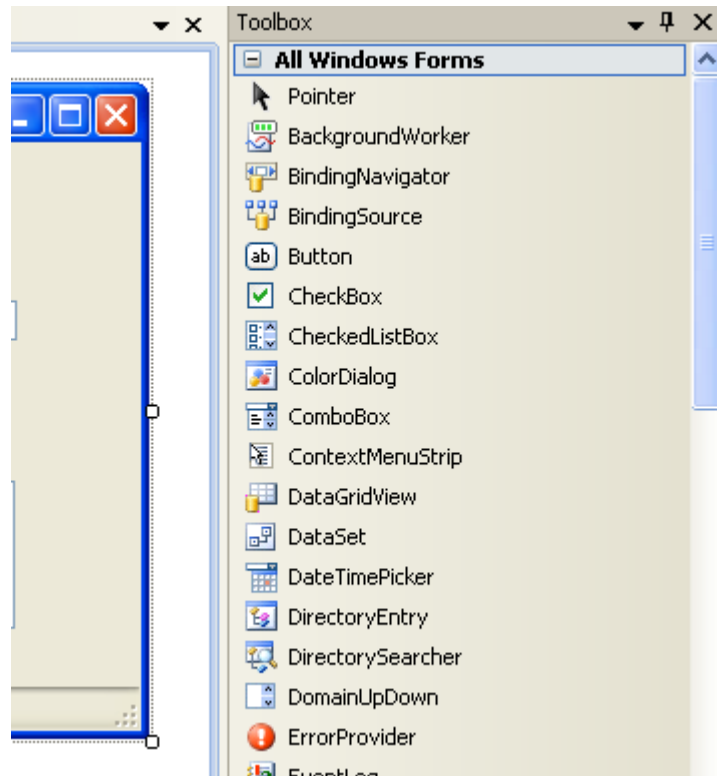 Toolbox
All Windows Forms
Pointer
BackgroundWorker
BindingNavigator
BindingSource
ab Button
CheckBox
CheckedListBox
ColorDialog
ComboBox
ContextMenuStrip
DataGridView
DataSet
DateTimePicker
DirectoryEntry
DirectorySearcher
DomainUpDown
ErrorProvider
EventLog